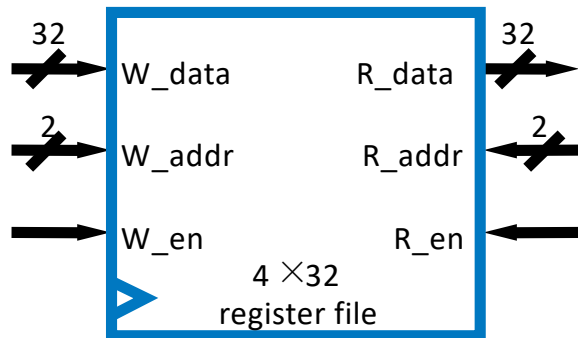 32 32
W_data R_data
2 2
W_addr R_addr
W_en R_en
4 ×32
register file